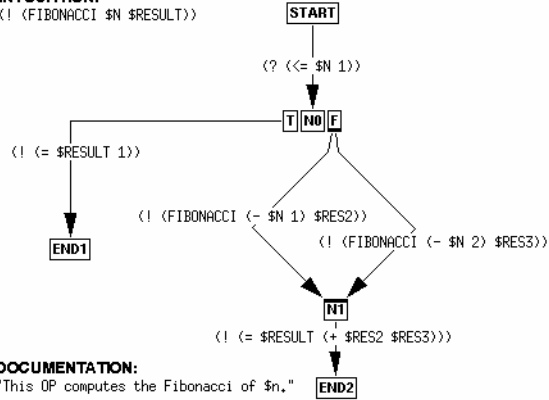 (! (FIBONACCI $N $RESULT))
START
(? (<= $N 1))
T N0 F
(! (= $RESULT 1))
(! (FIBONACCI (- $N 1) $RES2))
(! (FIBONACCI (- $N 2) $RES3))
END1
N1
(! (= $RESULT (+ $RES2 $RES3)))
DOCUMENTATION:
"This OP computes the Fibonacci of $n."
END2